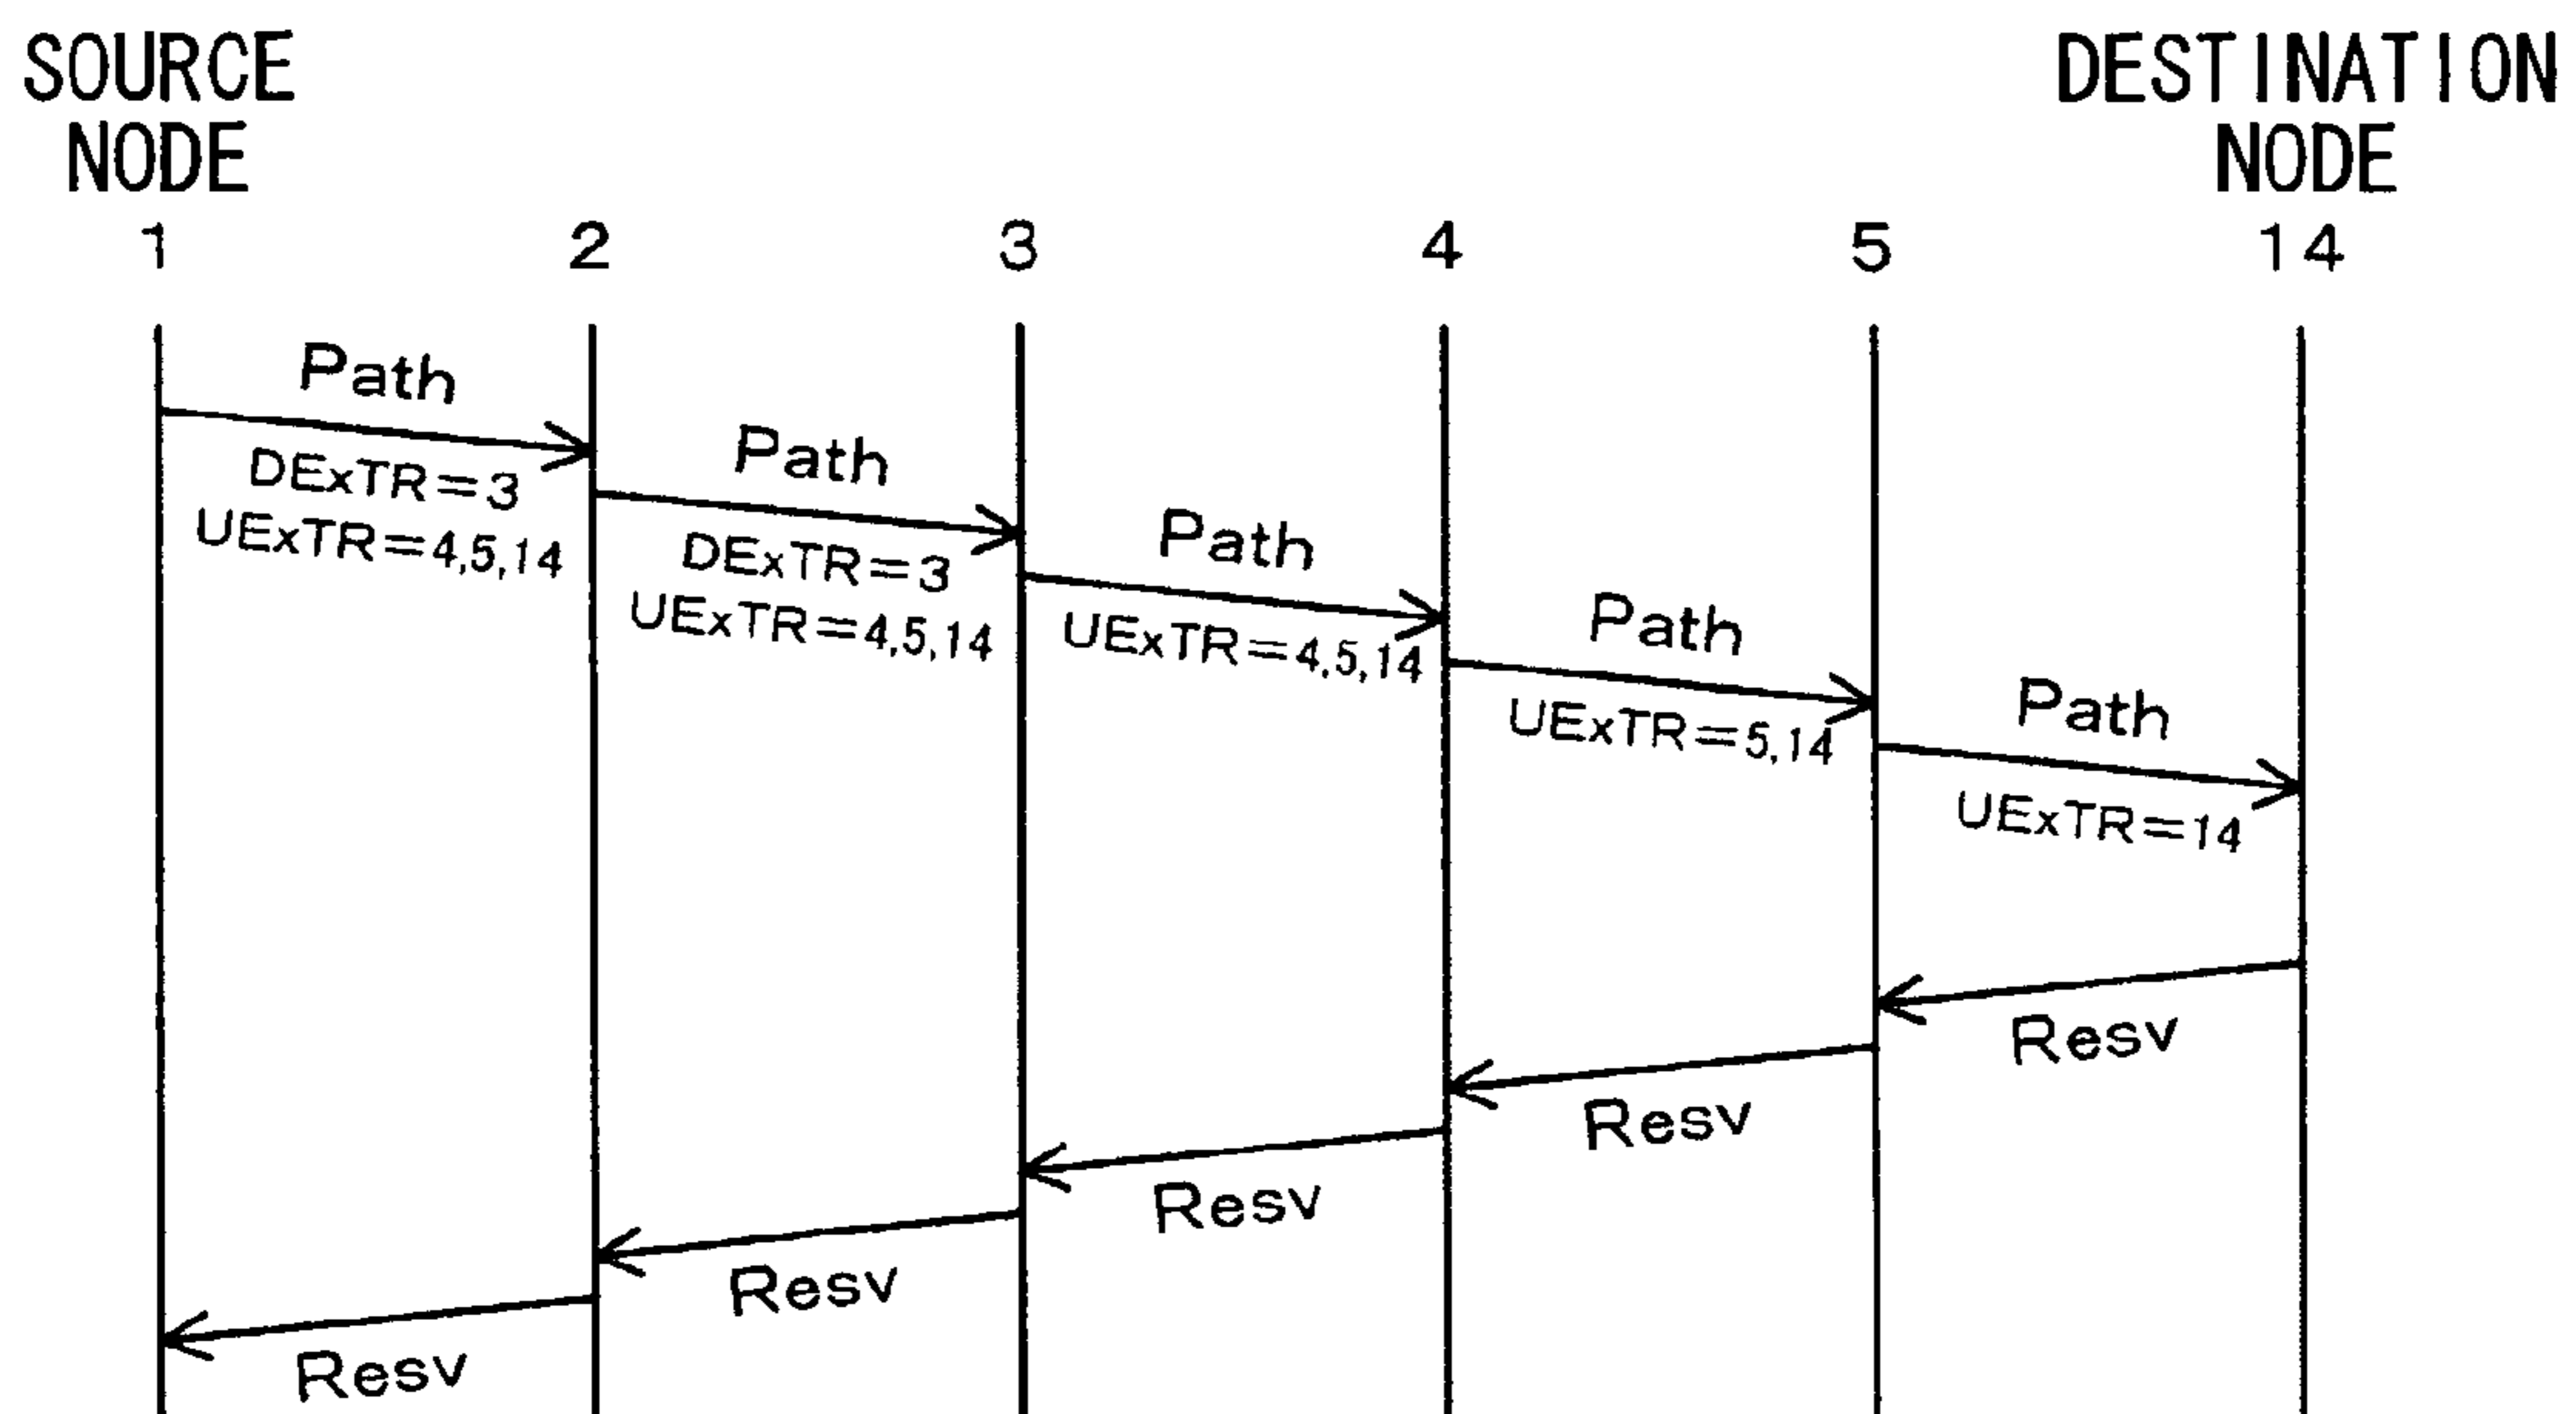 SOURCE
NODE
DESTINATION
NODE
1
2
3
4
5
14
Path
DExTR=3
UExTR=4,5,14
Path
DExTR=3
UExTR=4,5,14
Path
UExTR=4,5,14
Path
UExTR=5,14
Path
UExTR=14
Resv
Resv
Resv
Resv
Resv